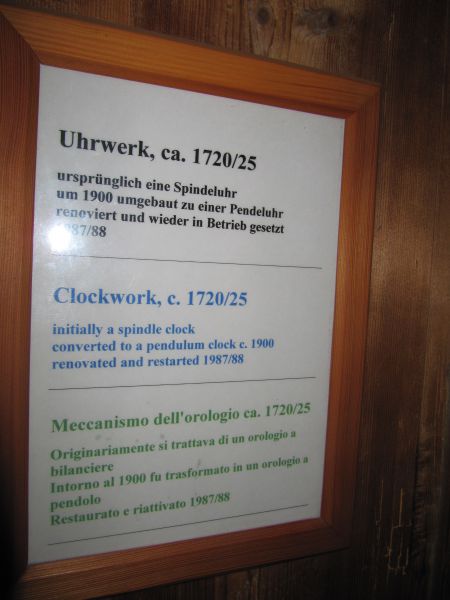 Uhrwerk, ca. 1720/25
ursprünglich eine Spindeluhr
um 1900 umgebaut zu einer Pendeluhr
renoviert und wieder in Betrieb gesetzt
1987/88
Clockwork, c. 1720/25
initially a spindle clock
converted to a pendulum clock c. 1900
renovated and restarted 1987/88
Meccanismo dell'orologio ca. 1720/25
Originariamente si trattava di un orologio a
bilanciere
Intorno al 1900 fu trasformato in un orologio a
pendolo
Restaurato e riattivato 1987/88